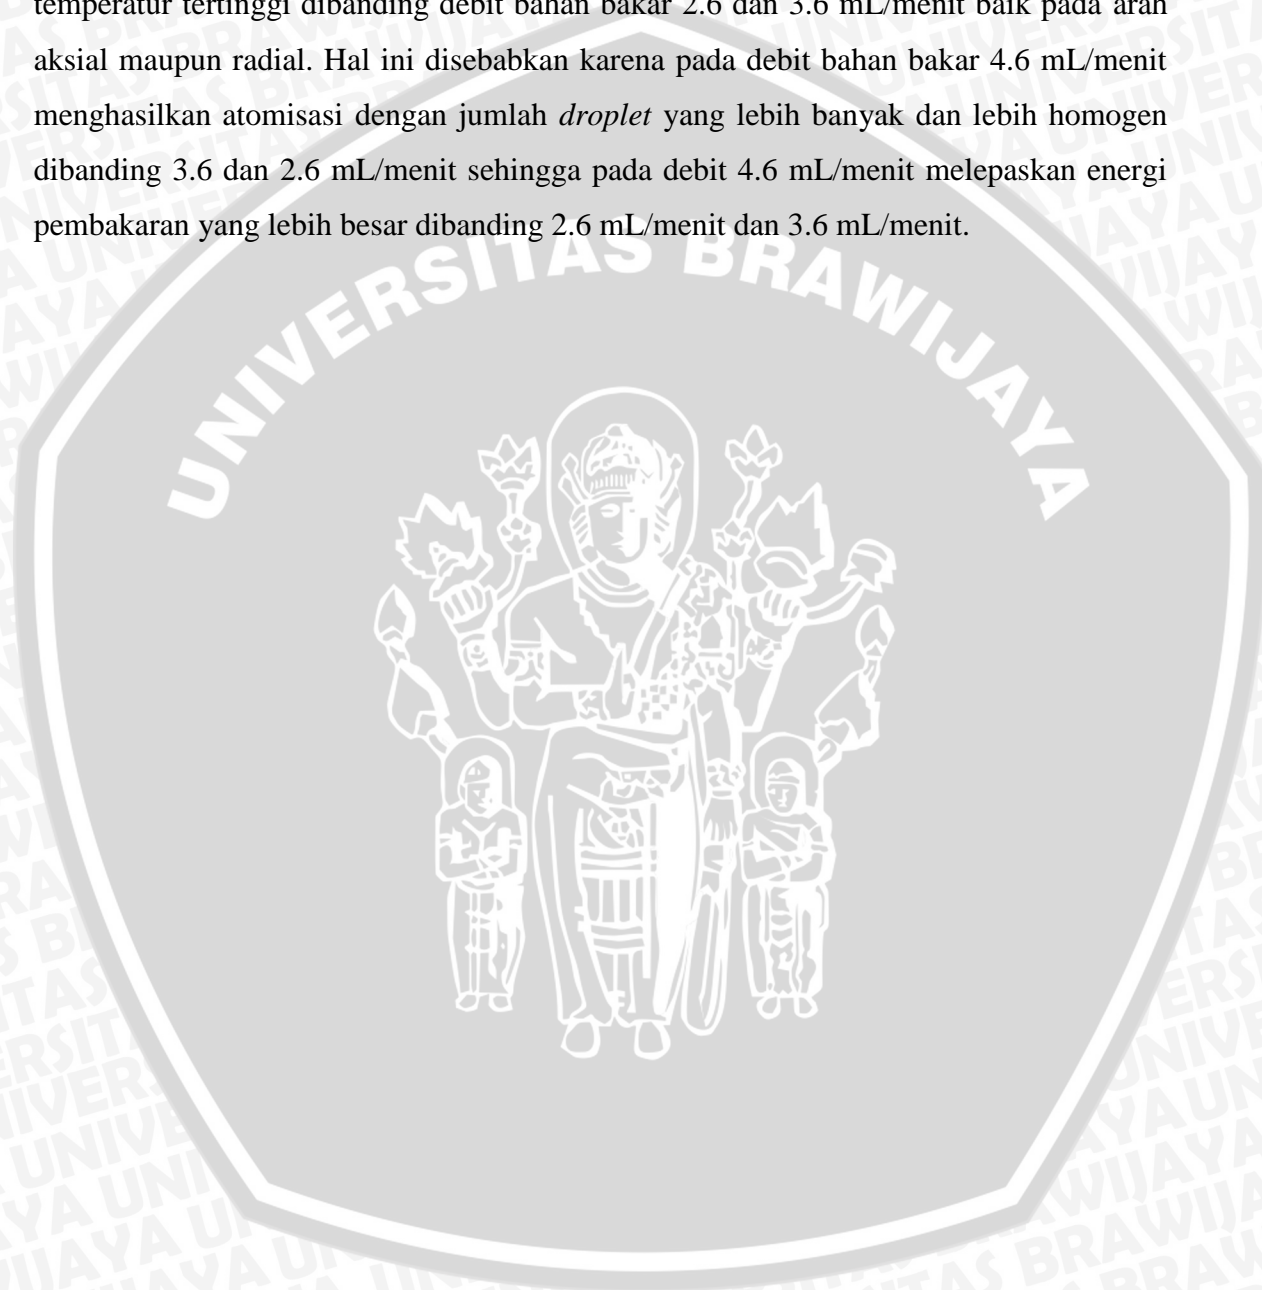 temperatur tertinggi dibanding debit bahan bakar 2.6 dan 3.6 mL/menit baik pada arah
aksial maupun radial. Hal ini disebabkan karena pada debit bahan bakar 4.6 mL/menit
menghasilkan atomisasi dengan jumlah droplet yang lebih banyak dan lebih homogen
dibanding 3.6 dan 2.6 mL/menit sehingga pada debit 4.6 mL/menit melepaskan energi
pembakaran yang lebih besar dibanding 2.6 mL/menit dan 3.6 mL/menit.
UNIVERSITAS BRAWIJAYA